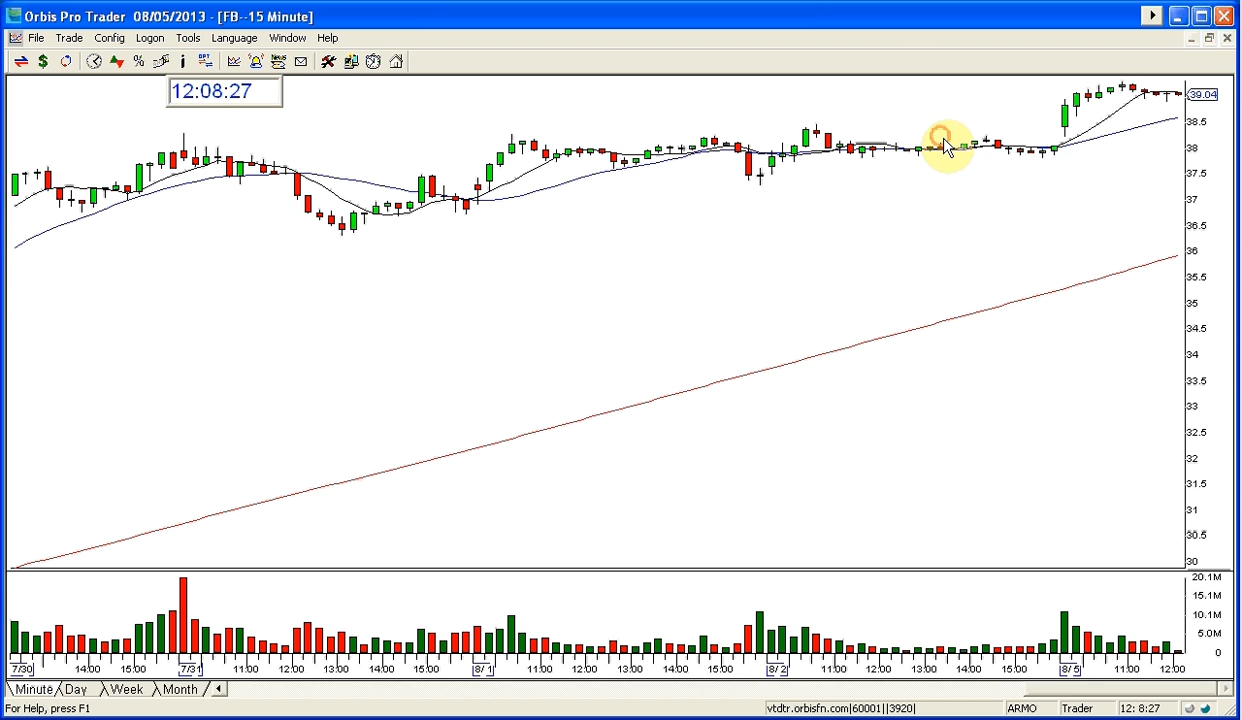 Orbis Pro Trader 08/05/2013 - [FB--15 Minute]
File Trade Config Logon Tools Language Window Help
12:08:27
39.04
38.5
38
37.5
37
36.5
36
35.5
35
34.5
34
33.5
33
32.5
32
31.5
31
30.5
30
20.1M
15.1M
10.1M
5.0M
0
7/30 14:00 15:00 7/31 11:00 12:00 13:00 14:00 15:00 8/1 11:00 12:00 13:00 14:00 15:00 8/2 11:00 12:00 13:00 14:00 15:00 8/5 11:00 12:00
Minute Day Week Month
For Help, press F1 vtdtr.orbisfn.com|60001||3920| ARMO Trader 12: 8:27